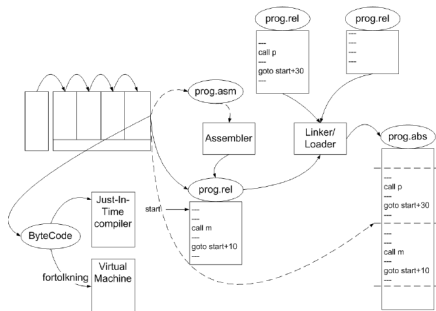 prog.rel
----
call p
----
goto start+30
----
prog.rel
----
----
----
----
prog.asm
Assembler
Linker/
Loader
prog.abs
----
call p
----
goto start+30
----
----
call m
----
goto start+10
----
prog.rel
start
----
----
call m
----
goto start+10
----
ByteCode
Just-In-
Time
compiler
fortolkning
Virtual
Machine